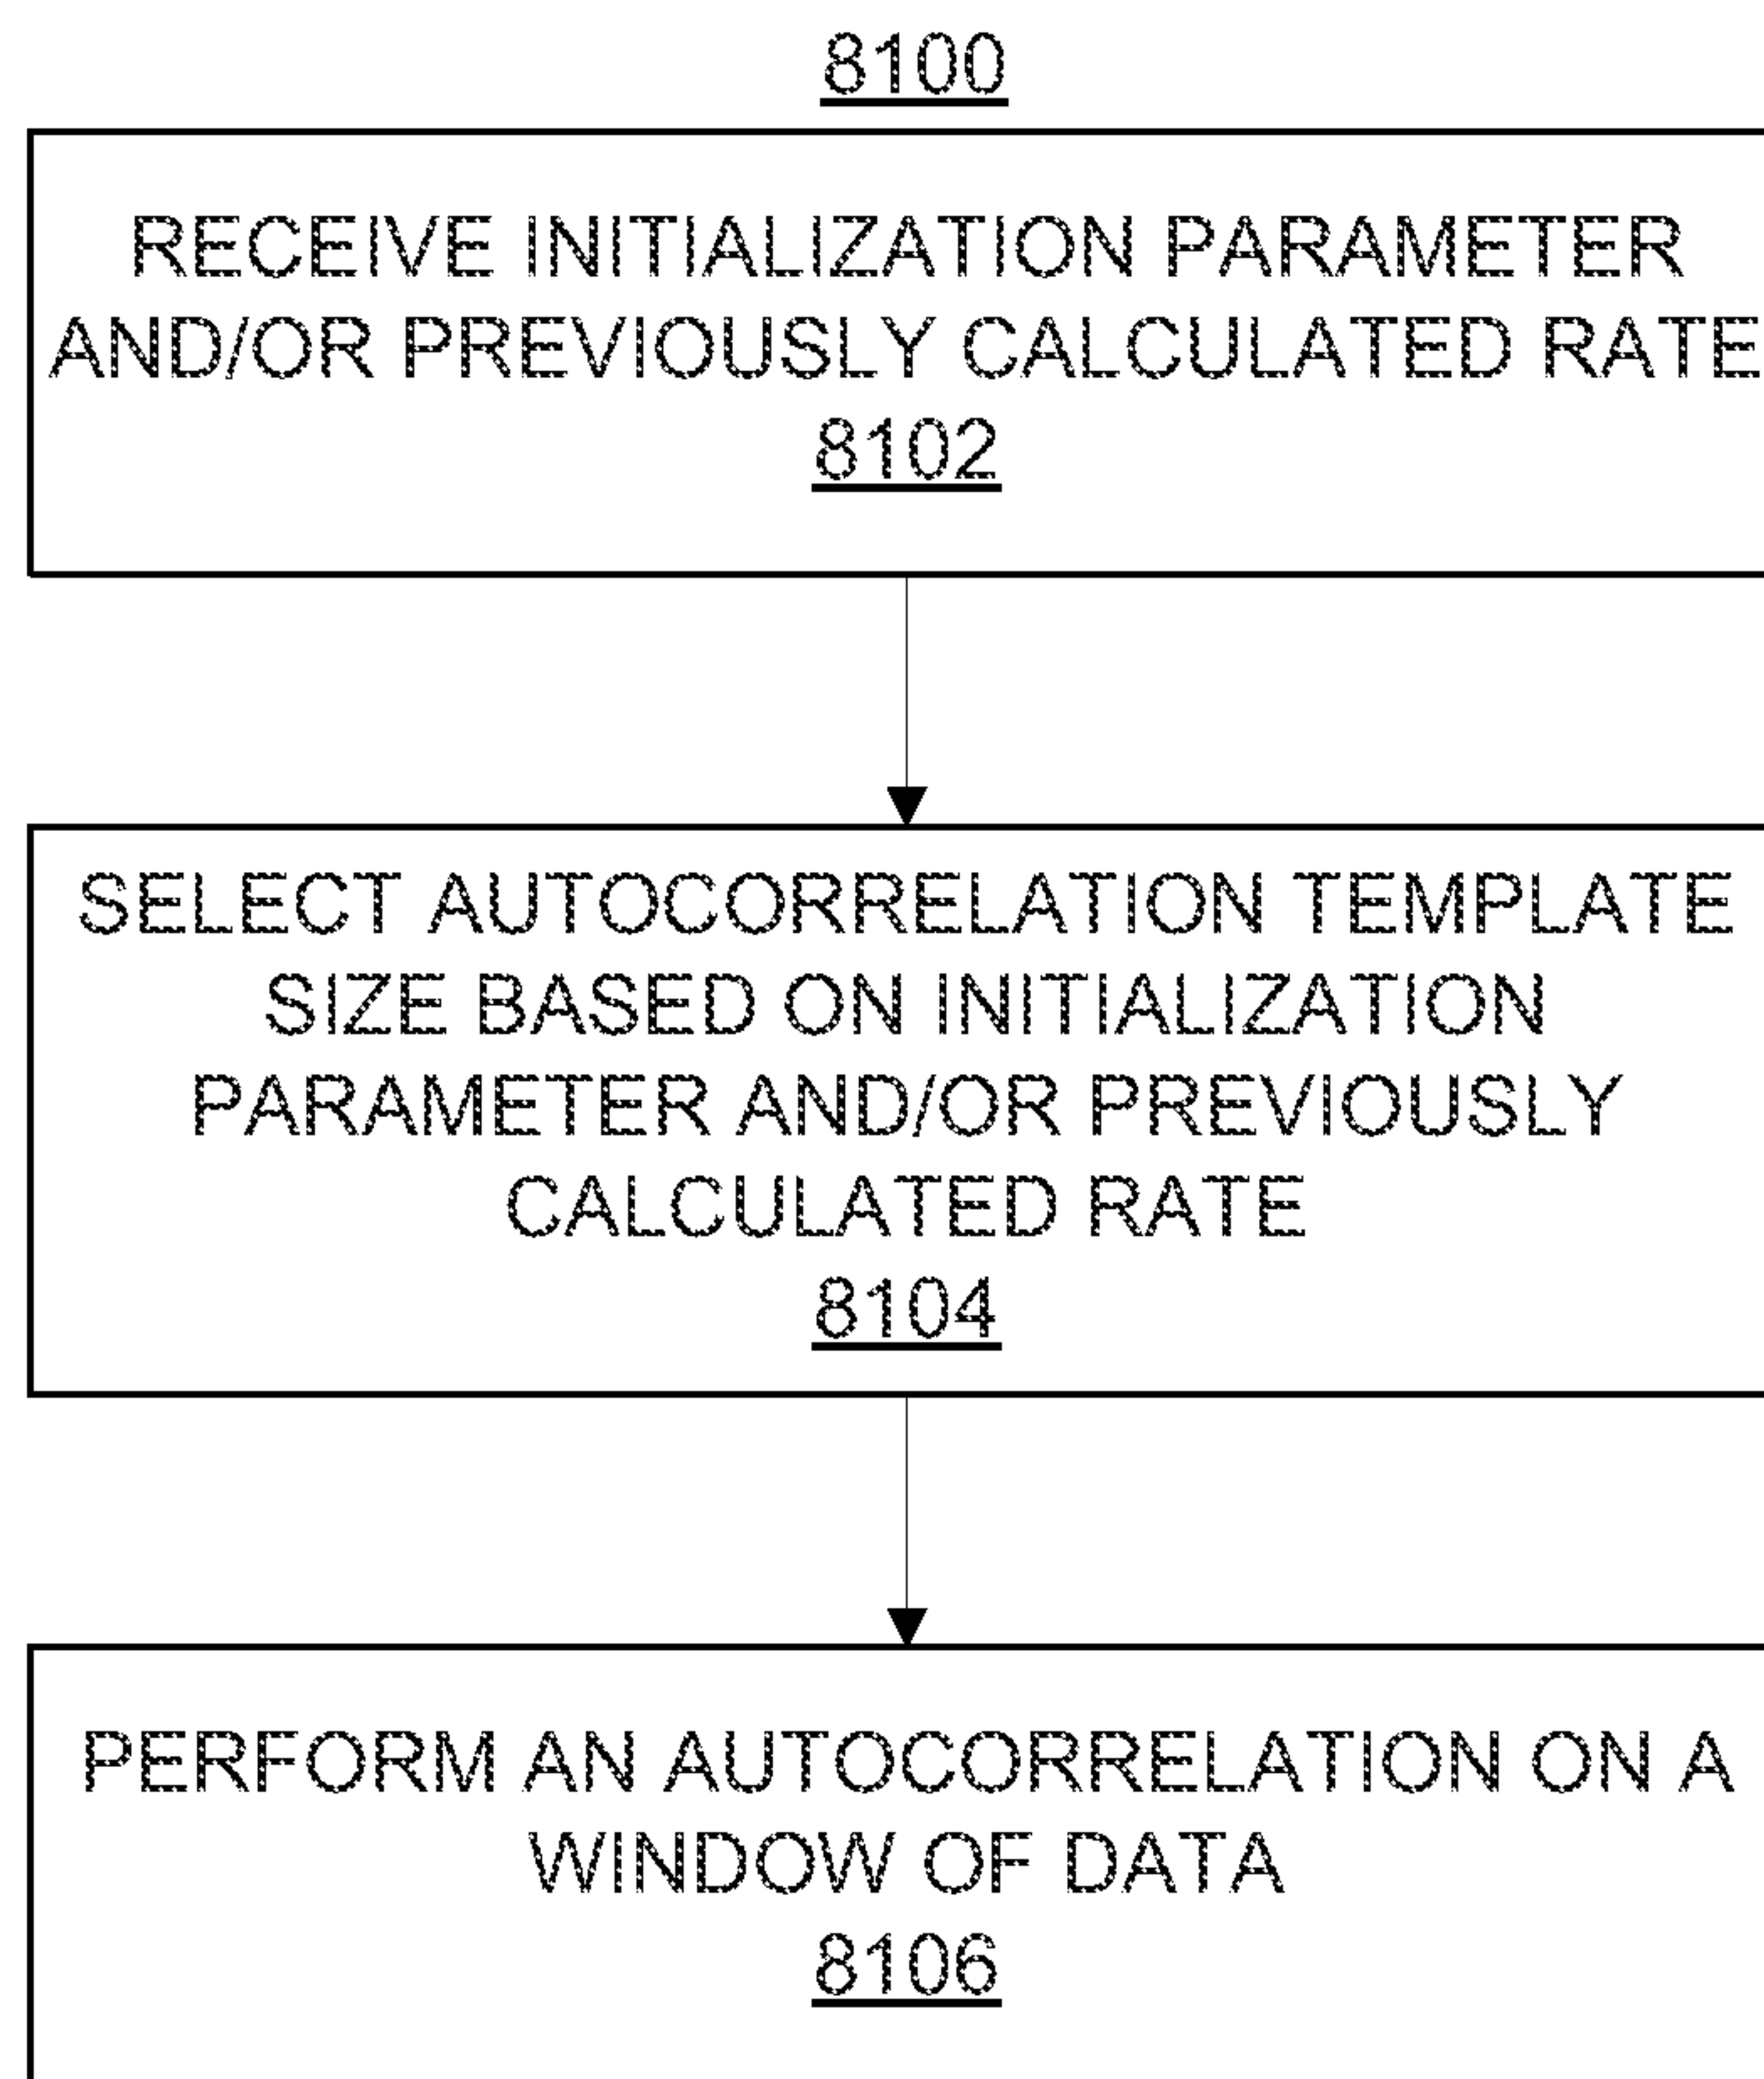 8100
RECEIVE INITIALIZATION PARAMETER
AND/OR PREVIOUSLY CALCULATED RATE
8102
SELECT AUTOCORRELATION TEMPLATE
SIZE BASED ON INITIALIZATION
PARAMETER AND/OR PREVIOUSLY
CALCULATED RATE
8104
PERFORM AN AUTOCORRELATION ON A
WINDOW OF DATA
8106